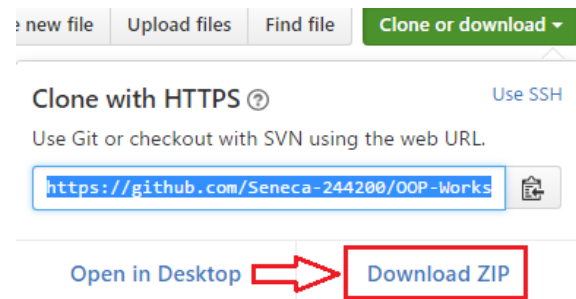 new file Upload files Find file Clone or download
Clone with HTTPS Use SSH
Use Git or checkout with SVN using the web URL.
https://github.com/Seneca-244200/OOP-Works
Open in Desktop Download ZIP